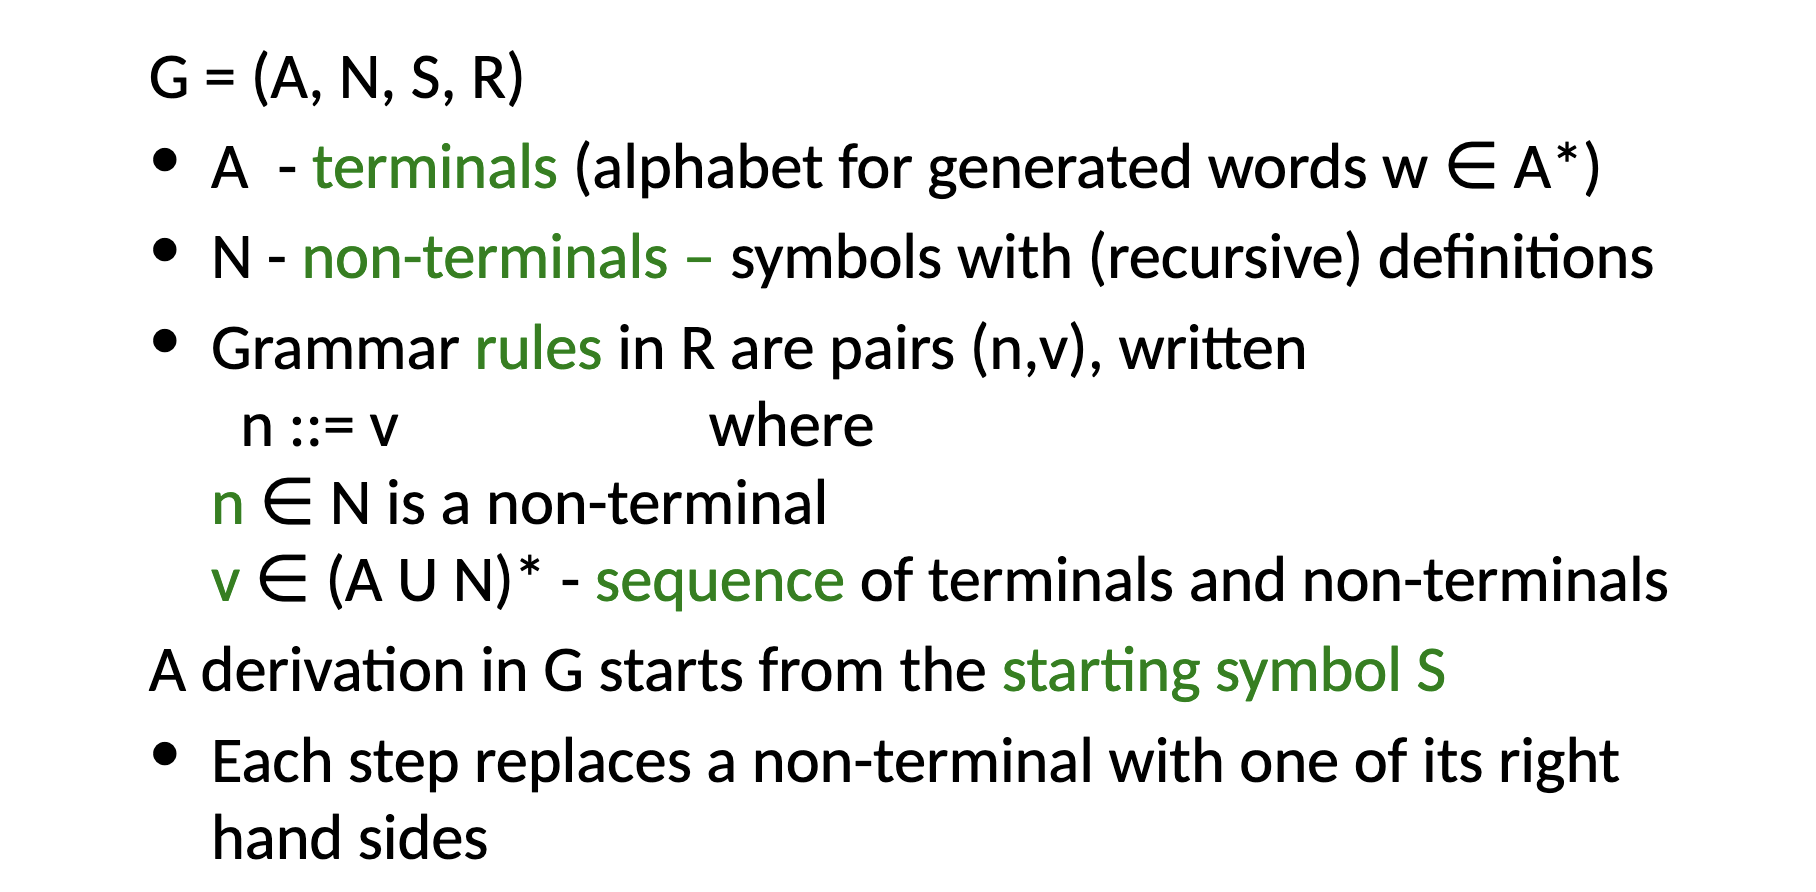 G = (A, N, S, R)
• A - terminals (alphabet for generated words w ∈ A*)
• N - non-terminals – symbols with (recursive) definitions
• Grammar rules in R are pairs (n,v), written
n ::= v where
n ∈ N is a non-terminal
v ∈ (A U N)* - sequence of terminals and non-terminals
A derivation in G starts from the starting symbol S
• Each step replaces a non-terminal with one of its right
hand sides